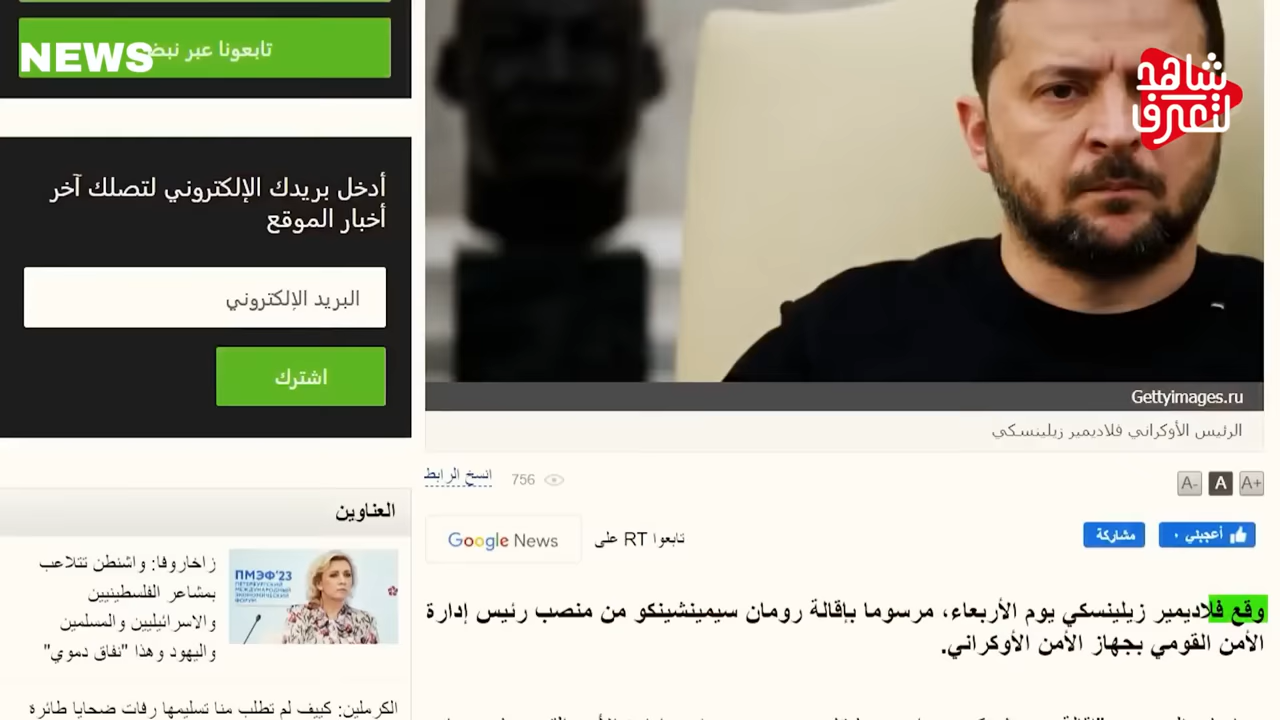 NEWS
تابعونا عبر نبض
شاهد
لتعرف
أدخل بريدك الإلكتروني لتصلك آخر
أخبار الموقع
البريد الإلكتروني
اشترك
Gettyimages.ru
الرئيس الأوكراني فلاديمير زيلينسكي
انسخ الرابط 756
A- A A+
تابعوا RT على Google News
أعجبني ٠ مشاركة
وقع فلاديمير زيلينسكي يوم الأربعاء، مرسوما بإقالة رومان سيمينشينكو من منصب رئيس إدارة
الأمن القومي بجهاز الأمن الأوكراني.
العناوين
ПМЭФ'23
زاخاروفا: واشنطن تتلاعب
بمشاعر الفلسطينيين
والاسرائيليين والمسلمين
واليهود وهذا "نفاق دموي"
الكرملين: كييف لم تطلب منا تسليمها رفات ضحايا طائرة